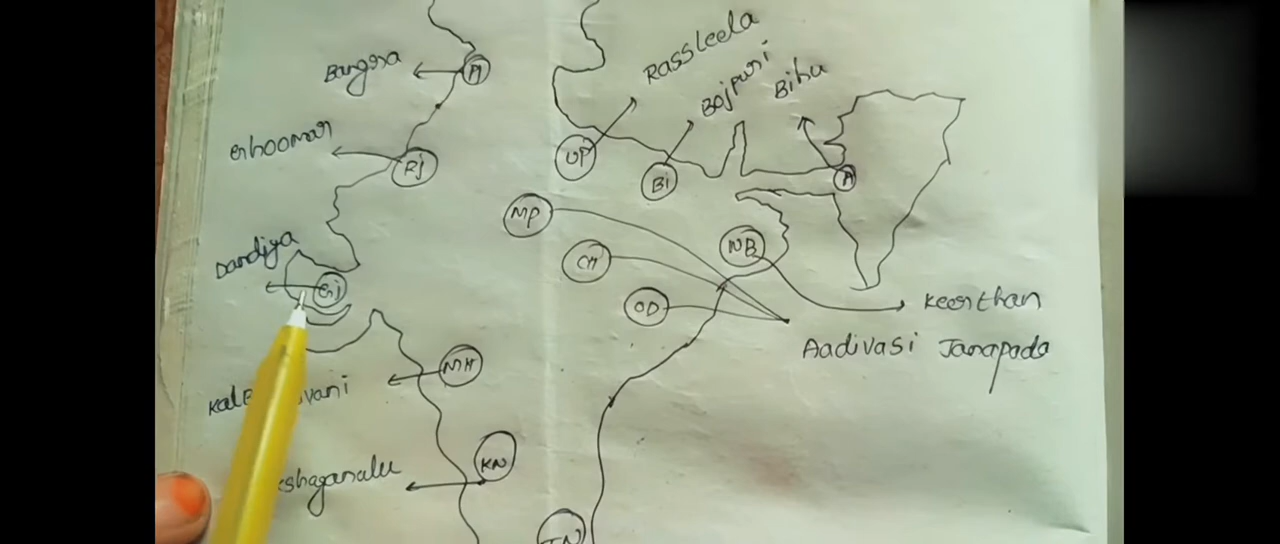 Rassleela
Bangra
PJ
Bojpuri
Bihu
Ghoomar
RJ
UP
BI
A
MP
Dandiya
WB
GJ
CH
OD
Keerthan
Aadivasi Janapada
MH
KN
TN